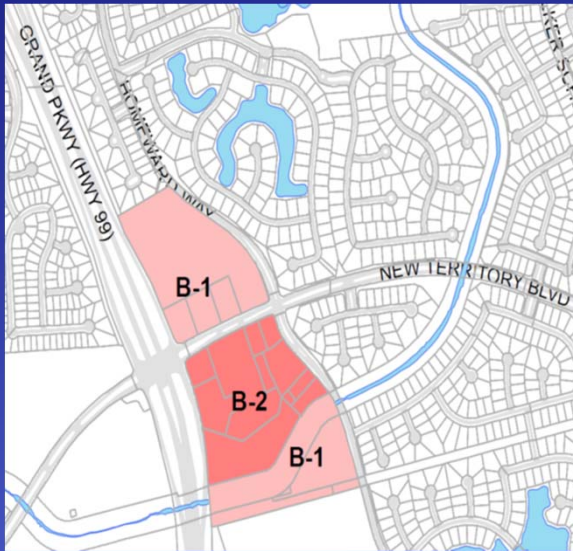 GRAND PKWY (HWY 99)
HOMEWARD WAY
B-1
NEW TERRITORY BLVD
B-2
B-1